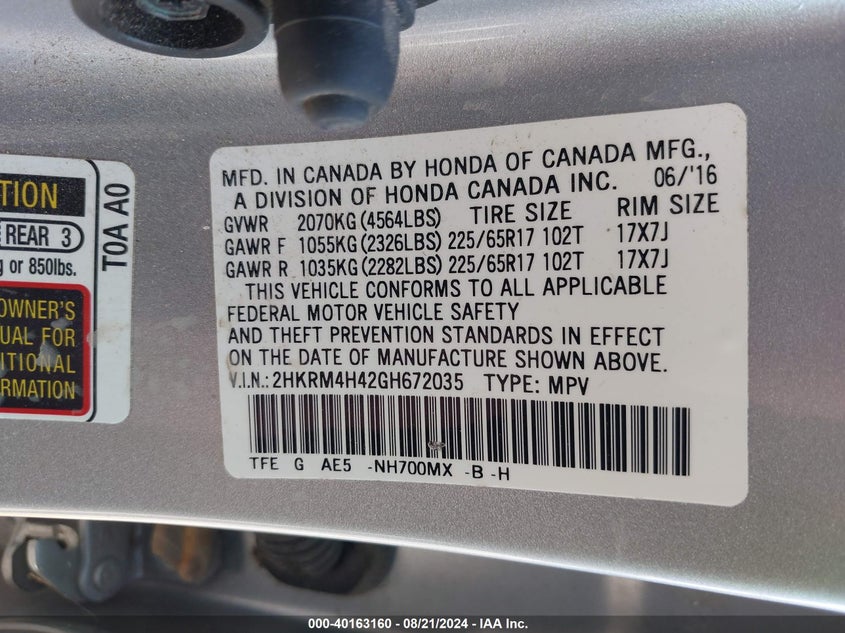 TION
REAR 3
g or 850lbs.
OWNER'S
UAL FOR
ITIONAL
ORMATION
T0A A0
MFD. IN CANADA BY HONDA OF CANADA MFG.,
A DIVISION OF HONDA CANADA INC. 06/'16
GVWR 2070KG (4564LBS) TIRE SIZE RIM SIZE
GAWR F 1055KG (2326LBS) 225/65R17 102T 17X7J
GAWR R 1035KG (2282LBS) 225/65R17 102T 17X7J
THIS VEHICLE CONFORMS TO ALL APPLICABLE
FEDERAL MOTOR VEHICLE SAFETY
AND THEFT PREVENTION STANDARDS IN EFFECT
ON THE DATE OF MANUFACTURE SHOWN ABOVE.
V.I.N.: 2HKRM4H42GH672035 TYPE: MPV
TFE G AE5 -NH700MX -B -H
000-40163160 - 08/21/2024 - IAA Inc.